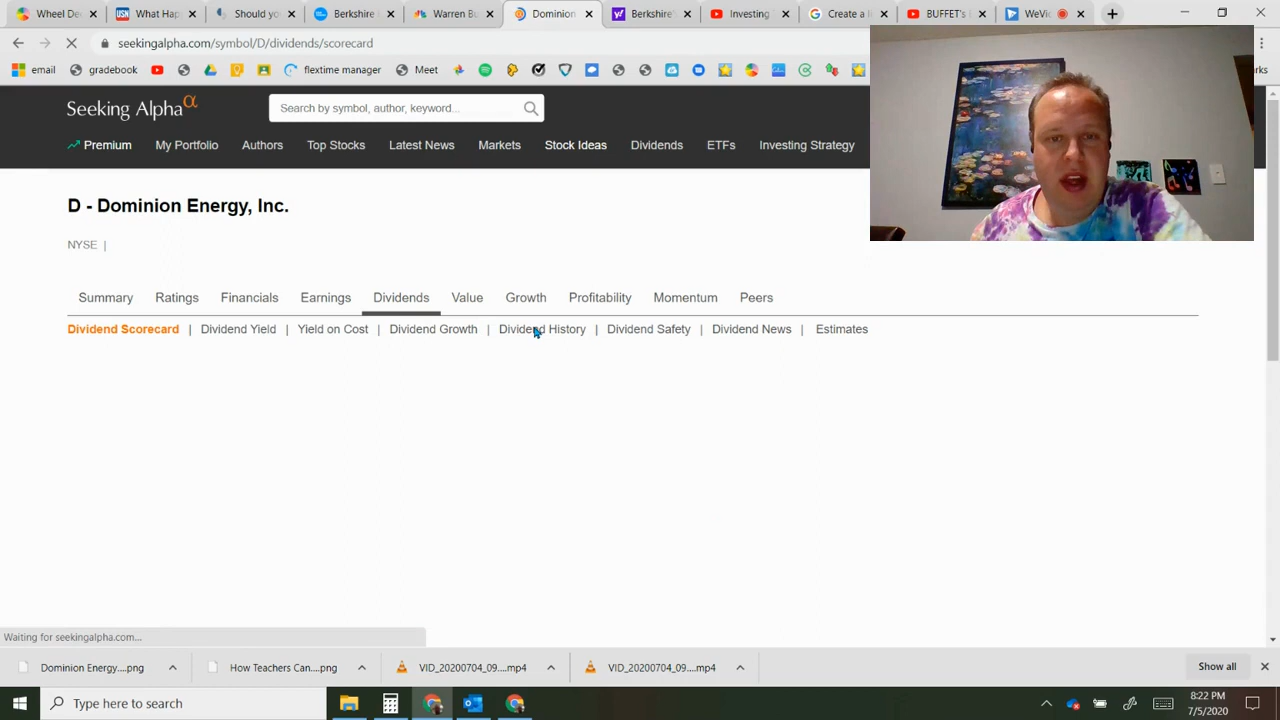 Wheel De
What Hap
Should yo
Berkshire
Warren Bu
Dominion
Berkshire'
Investing
Create a li
BUFFET's
WeVi
seekingalpha.com/symbol/D/dividends/scorecard
email
gradebook
flextime manager
Meet
Seeking Alpha α
Search by symbol, author, keyword...
Premium
My Portfolio
Authors
Top Stocks
Latest News
Markets
Stock Ideas
Dividends
ETFs
Investing Strategy
D - Dominion Energy, Inc.
NYSE |
Summary
Ratings
Financials
Earnings
Dividends
Value
Growth
Profitability
Momentum
Peers
Dividend Scorecard | Dividend Yield | Yield on Cost | Dividend Growth | Dividend History | Dividend Safety | Dividend News | Estimates
Waiting for seekingalpha.com...
Dominion Energy....png
How Teachers Can....png
VID_20200704_09....mp4
VID_20200704_09....mp4
Show all
Type here to search
8:22 PM
7/5/2020